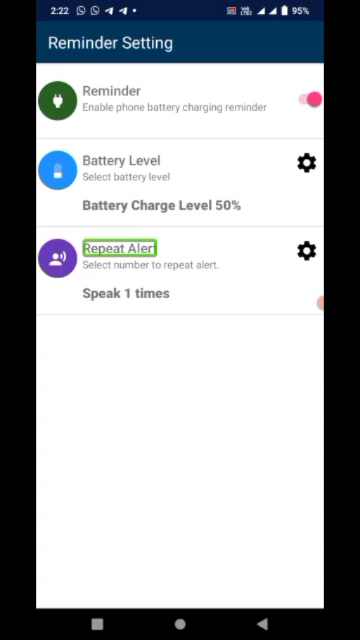 2:22
95%
Reminder Setting
Reminder
Enable phone battery charging reminder
Battery Level
Select battery level
Battery Charge Level 50%
Repeat Alert
Select number to repeat alert.
Speak 1 times